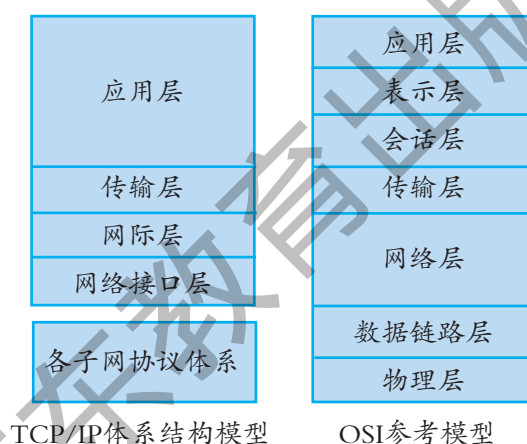 应用层
传输层
网际层
网络接口层
各子网协议体系
TCP/IP体系结构模型
应用层
表示层
会话层
传输层
网络层
数据链路层
物理层
OSI参考模型